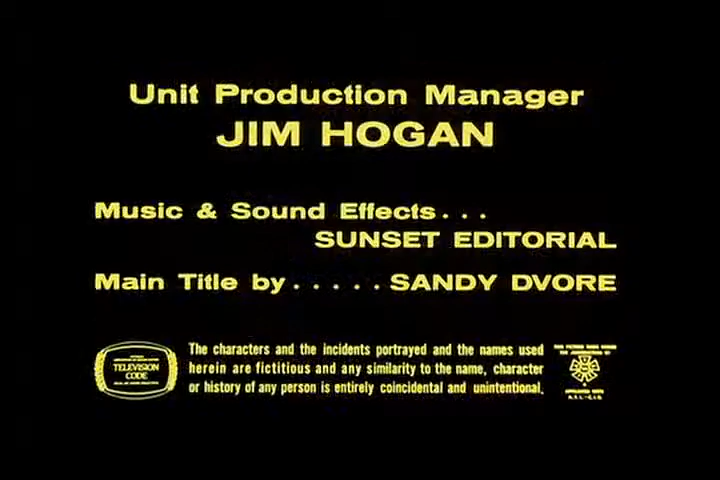 Unit Production Manager
JIM HOGAN
Music & Sound Effects...
SUNSET EDITORIAL
Main Title by.....SANDY DVORE
TELEVISION
CODE
The characters and the incidents portrayed and the names used
herein are fictitious and any similarity to the name, character
or history of any person is entirely coincidental and unintentional.